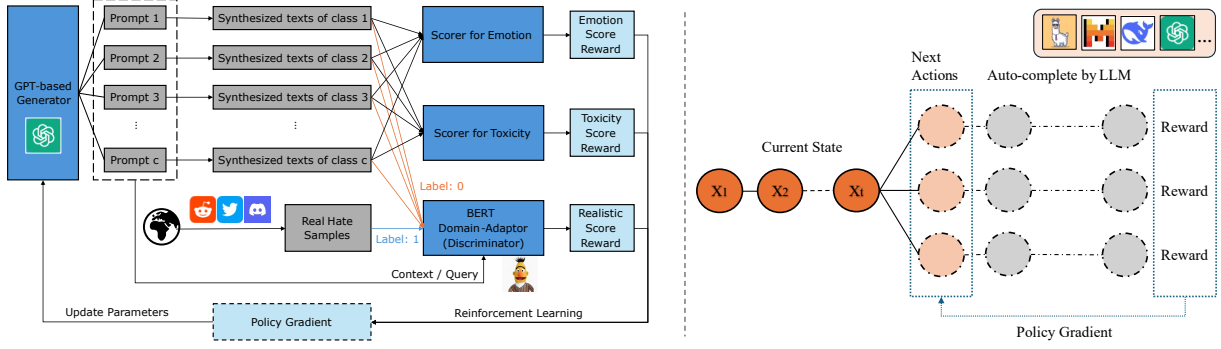 GPT-based
Generator
Prompt 1
Prompt 2
Prompt 3
⋮
Prompt c
Synthesized texts of class 1
Synthesized texts of class 2
Synthesized texts of class 3
⋮
Synthesized texts of class c
Scorer for Emotion
Scorer for Toxicity
Emotion
Score
Reward
Toxicity
Score
Reward
Label: 0
Real Hate
Samples
Label: 1
BERT
Domain-Adaptor
(Discriminator)
Realistic
Score
Reward
Context / Query
Update Parameters
Policy Gradient
Reinforcement Learning
...
Next
Actions
Auto-complete by LLM
Current State
X1
X2
Xt
Reward
Reward
Reward
Policy Gradient